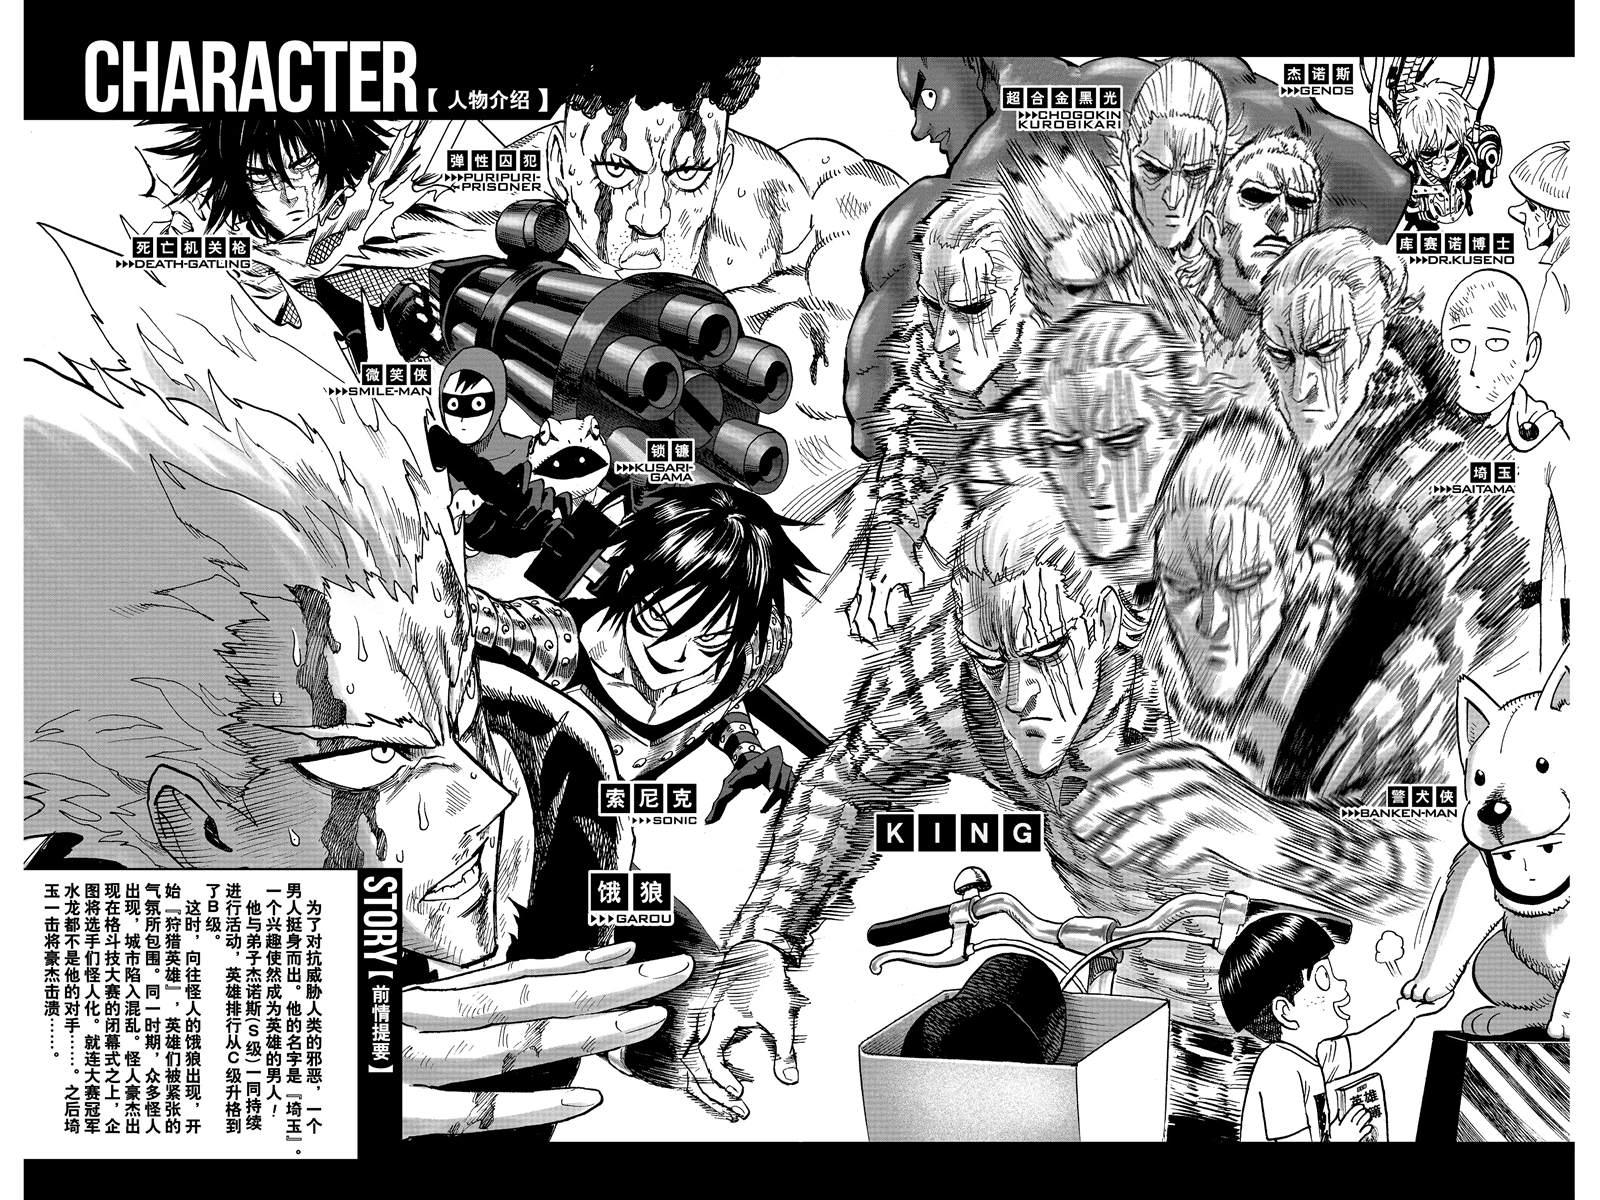 CHARACTER【人物介绍】
死亡机关枪
DEATH-GATLING
弹性囚犯
PURIPURI-
PRISONER
超合金黑光
CHOGOKIN
KUROBIKARI
杰诺斯
GENOS
库赛诺博士
DR.KUSENO
微笑侠
SMILE-MAN
锁镰
KUSARI-
GAMA
埼玉
SAITAMA
索尼克
SONIC
KING
警犬侠
BANKEN-MAN
饿狼
GAROU
STORY【前情提要】
为了对抗威胁人类的邪恶，一个
男人挺身而出。他的名字是『埼玉』。
一个兴趣使然成为英雄的男人！
他与弟子杰诺斯(S级)一同持续
进行活动，英雄排行从C级升格到
了B级。
这时，向往怪人的饿狼出现，开
始『狩猎英雄』，英雄们被紧张的
气氛所包围。同一时期，众多怪人
出现，城市陷入混乱。怪人豪杰出
现在格斗技大赛的闭幕式之上，企
图将选手们怪人化。就连大赛冠军
水龙都不是他的对手……。之后埼
玉一击将豪杰击溃……。
英雄